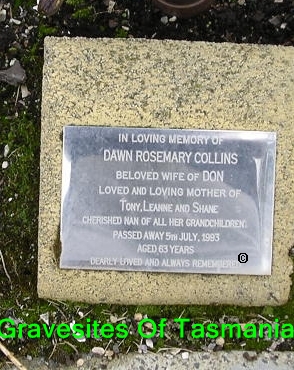 IN LOVING MEMORY OF
DAWN ROSEMARY COLLINS
BELOVED WIFE OF DON
LOVED AND LOVING MOTHER OF
TONY, LEANNE AND SHANE
CHERISHED NAN OF ALL HER GRANDCHILDREN
PASSED AWAY 5TH JULY, 1993
AGED 63 YEARS
DEARLY LOVED AND ALWAYS REMEMBERED
©
Gravesites Of Tasmania